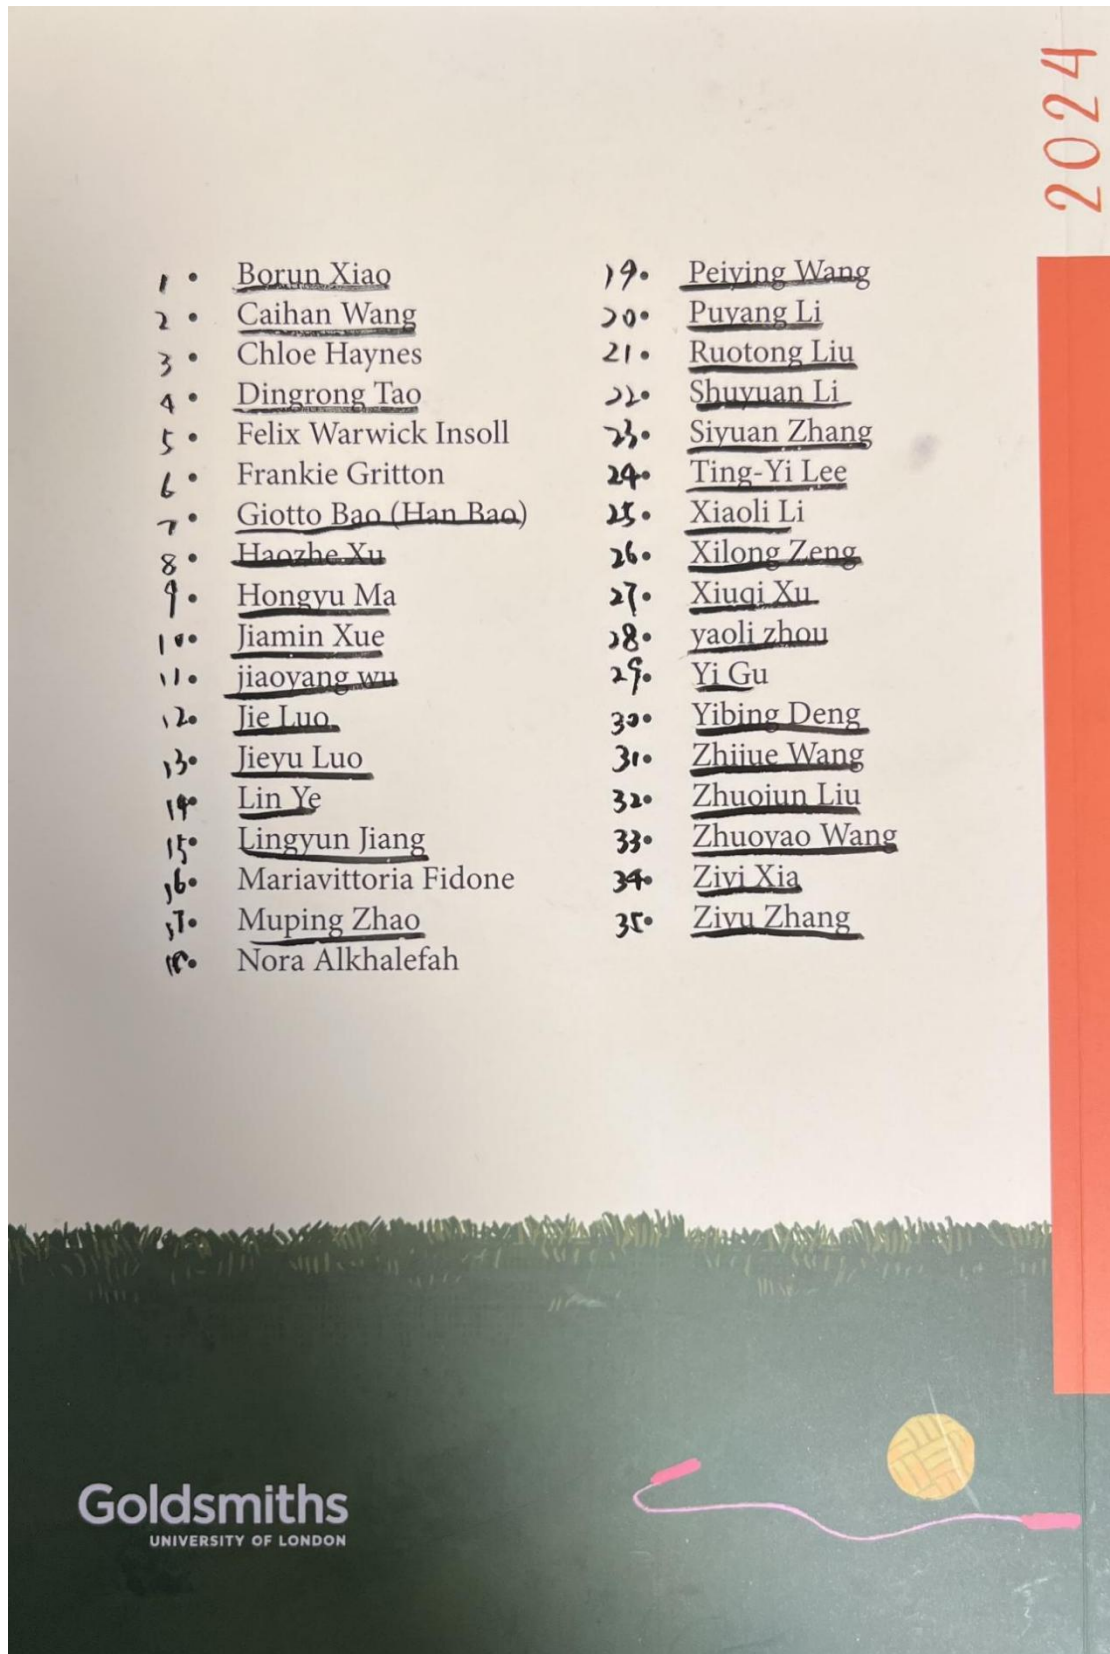 2024
1 • Borun Xiao
2 • Caihan Wang
3 • Chloe Haynes
4 • Dingrong Tao
5 • Felix Warwick Insoll
6 • Frankie Gritton
7 • Giotto Bao (Han Bao)
8 • Haozhe Xu
9 • Hongyu Ma
10 • Jiamin Xue
11 • jiaoyang wu
12 • Jie Luo
13 • Jieyu Luo
14 • Lin Ye
15 • Lingyun Jiang
16 • Mariavittoria Fidone
17 • Muping Zhao
18 • Nora Alkhalefah
19 • Peiying Wang
20 • Puyang Li
21 • Ruotong Liu
22 • Shuyuan Li
23 • Siyuan Zhang
24 • Ting-Yi Lee
25 • Xiaoli Li
26 • Xilong Zeng
27 • Xiuqi Xu
28 • yaoli zhou
29 • Yi Gu
30 • Yibing Deng
31 • Zhijue Wang
32 • Zhuojun Liu
33 • Zhuoyao Wang
34 • Ziyi Xia
35 • Ziyu Zhang
Goldsmiths
UNIVERSITY OF LONDON